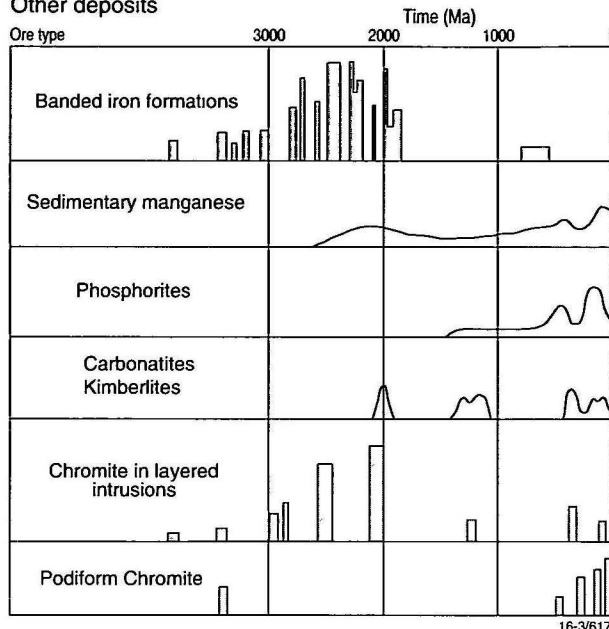 Other deposits
Time (Ma)
Ore type
3000
2000
1000
Banded iron formations
Sedimentary manganese
Phosphorites
Carbonatites
Kimberlites
Chromite in layered
intrusions
Podiform Chromite
16-3/617